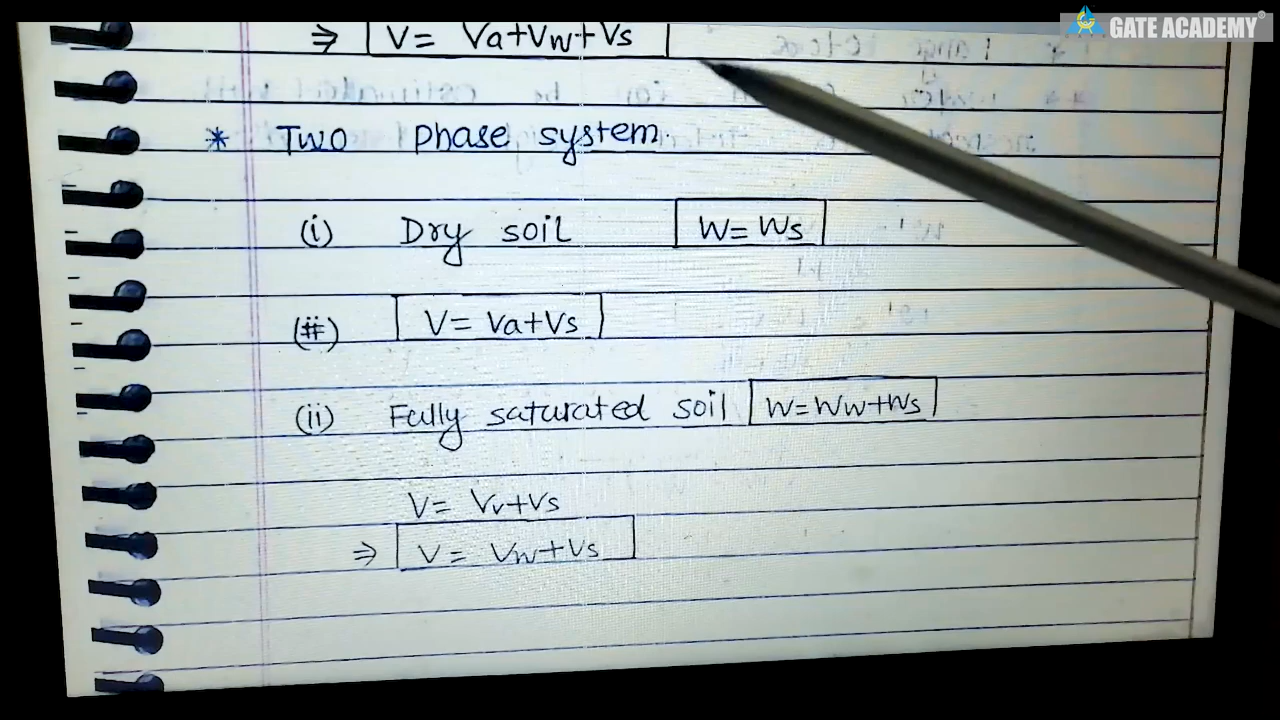 GATE ACADEMY
⇒ V = Va+Vw+Vs
* Two phase system.
(i) Dry soil W = Ws
(ii) V = Va+Vs
(ii) Fully saturated soil W = Ww+Ws
V = Vv+Vs
⇒ V = Vw+Vs